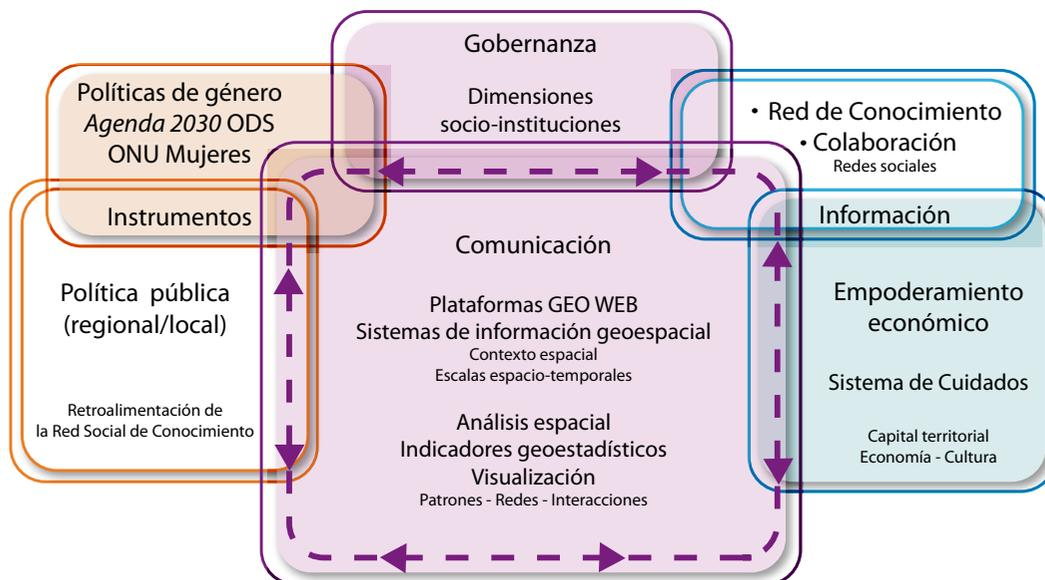 Gobernanza
Dimensiones
socio-instituciones
Políticas de género
Agenda 2030 ODS
ONU Mujeres
Instrumentos
Política pública
(regional/local)
Retroalimentación de
la Red Social de Conocimiento
Comunicación
Plataformas GEO WEB
Sistemas de información geoespacial
Contexto espacial
Escalas espacio-temporales
Análisis espacial
Indicadores geoestadísticos
Visualización
Patrones - Redes - Interacciones
• Red de Conocimiento
• Colaboración
Redes sociales
Información
Empoderamiento
económico
Sistema de Cuidados
Capital territorial
Economía - Cultura